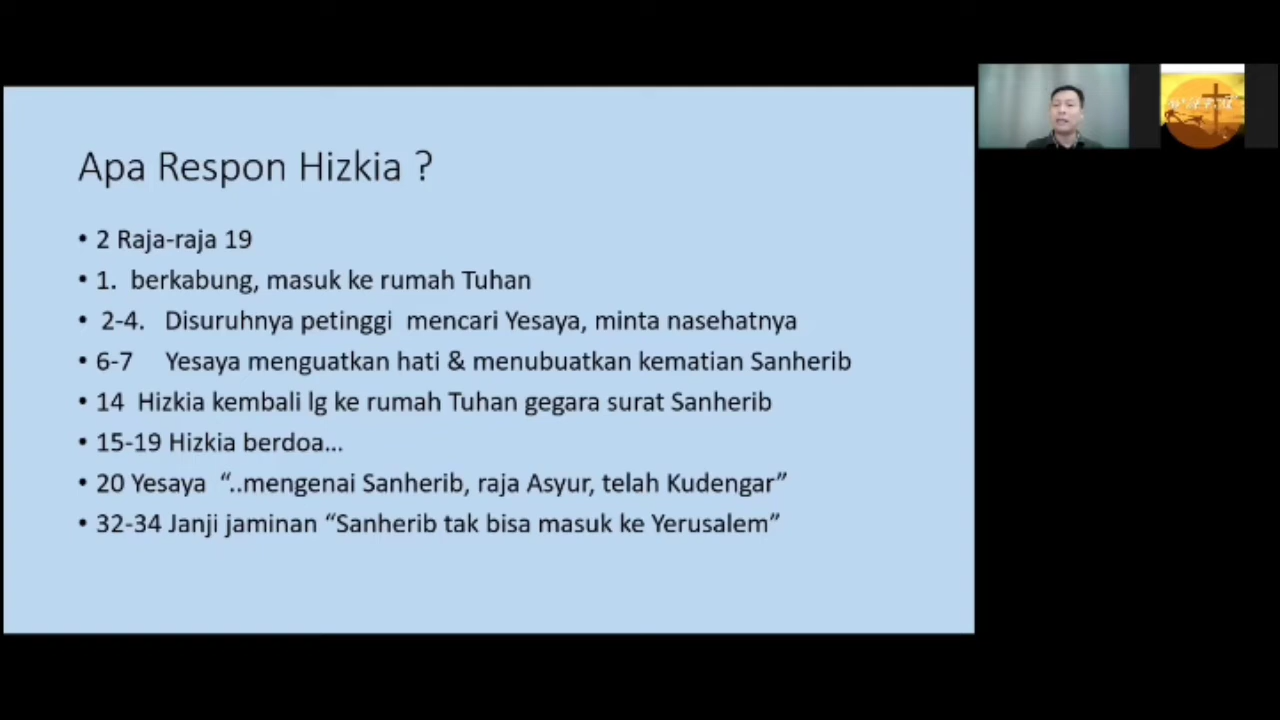 Apa Respon Hizkia ?
• 2 Raja-raja 19
• 1. berkabung, masuk ke rumah Tuhan
• 2-4. Disuruhnya petinggi mencari Yesaya, minta nasehatnya
• 6-7 Yesaya menguatkan hati & menubuatkan kematian Sanherib
• 14 Hizkia kembali lg ke rumah Tuhan gegara surat Sanherib
• 15-19 Hizkia berdoa...
• 20 Yesaya “..mengenai Sanherib, raja Asyur, telah Kudengar”
• 32-34 Janji jaminan “Sanherib tak bisa masuk ke Yerusalem”